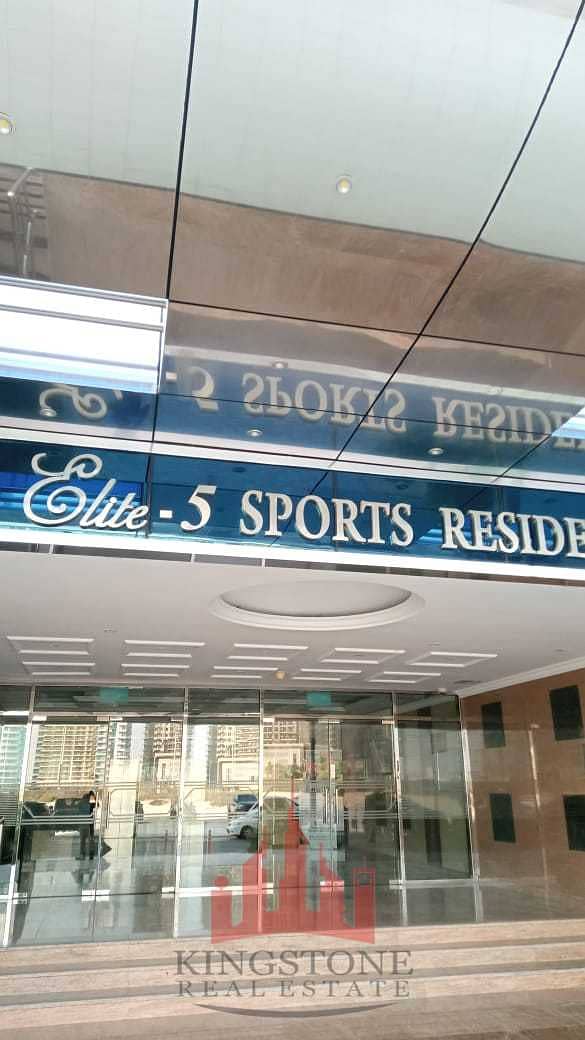 Elite - 5 SPORTS RESIDE
KINGSTONE
REAL ESTATE